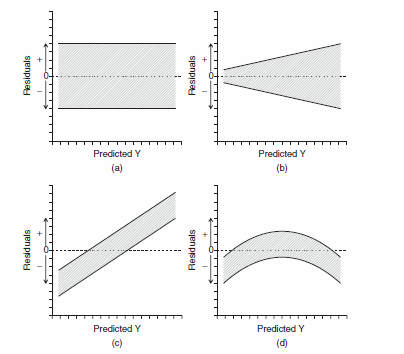 Residuals
+
0
−
Predicted Y
(a)
Residuals
+
0
−
Predicted Y
(b)
Residuals
+
0
−
Predicted Y
(c)
Residuals
+
0
−
Predicted Y
(d)